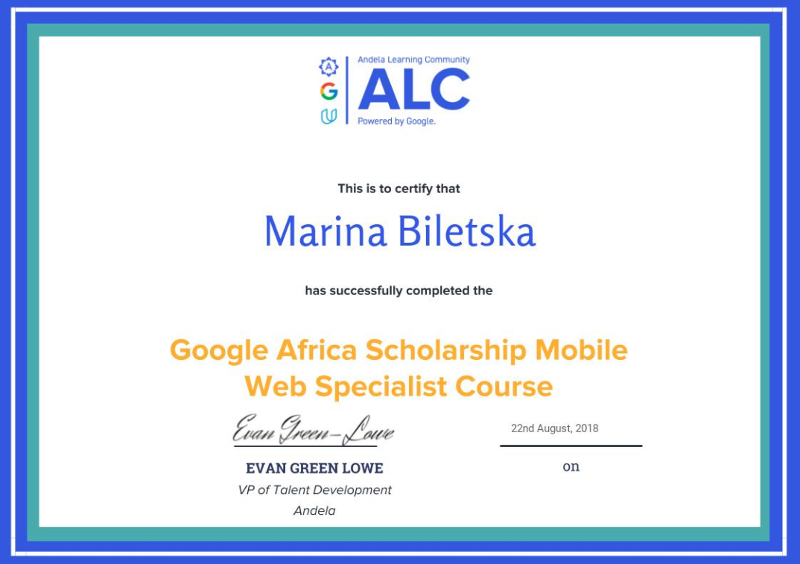 Andela Learning Community
ALC
Powered by Google.
This is to certify that
Marina Biletska
has successfully completed the
Google Africa Scholarship Mobile
Web Specialist Course
Evan Green-Lowe
22nd August, 2018
EVAN GREEN LOWE
on
VP of Talent Development
Andela